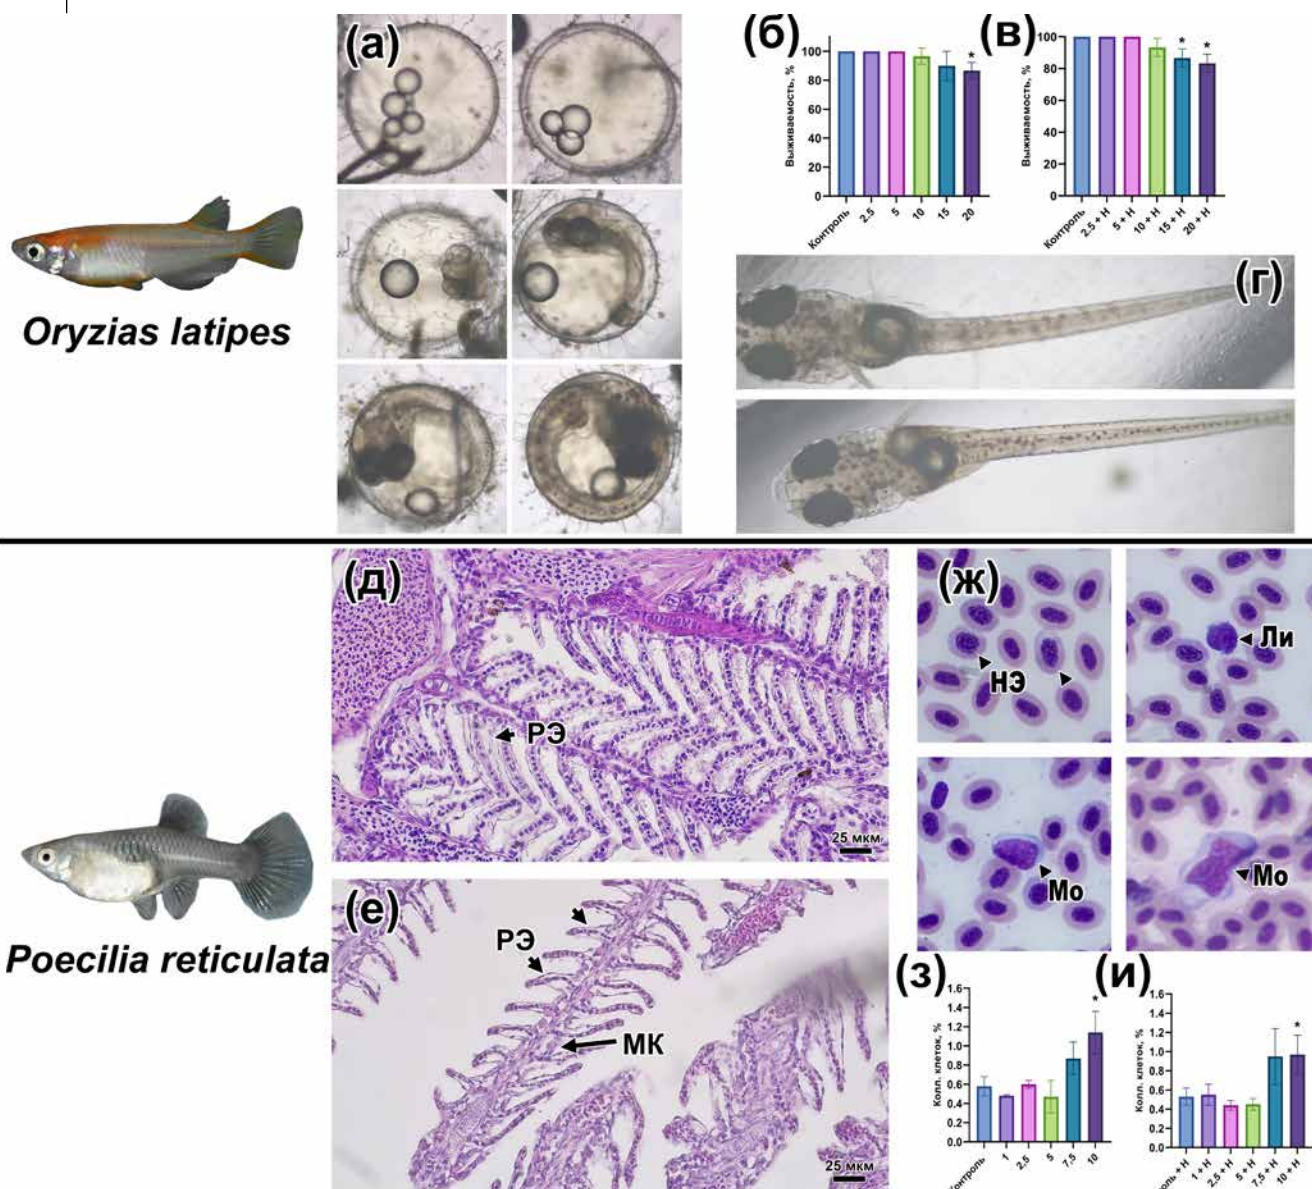 (а)
(б)
Выживаемость, %
100
80
60
40
20
0
Контроль
2.5
5
10
15
20
*
(в)
Выживаемость, %
100
80
60
40
20
0
Контроль
2.5 + Н
5 + Н
10 + Н
15 + Н
20 + Н
*
*
(г)
Oryzias latipes
(д)
РЭ
25 мкм
(е)
РЭ
МК
25 мкм
(ж)
НЭ
Ли
Мо
Мо
Poecilia reticulata
(з)
Колл. клеток, %
1.6
1.4
1.2
1.0
0.8
0.6
0.4
0.2
0.0
Контроль
1
2,5
5
7,5
10
*
(и)
Колл. клеток, %
1.6
1.4
1.2
1.0
0.8
0.6
0.4
0.2
0.0
роль + Н
1 + Н
2,5 + Н
5 + Н
7,5 + Н
10 + Н
*